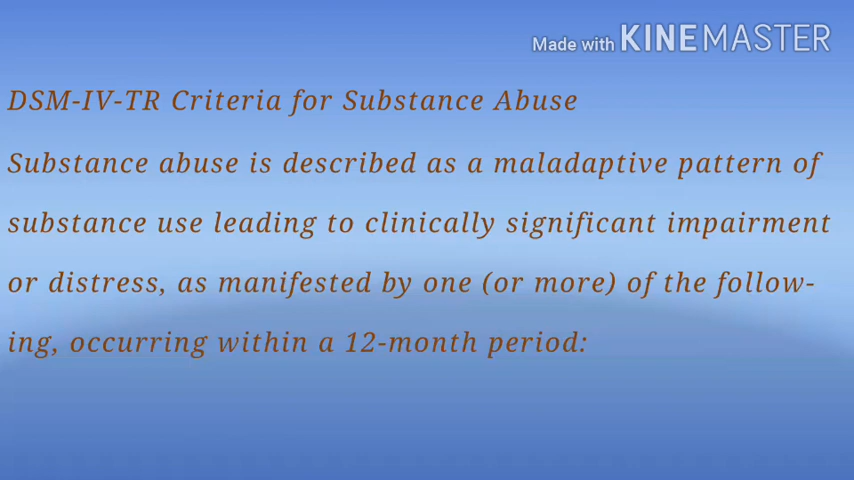 Made with KINEMASTER
DSM-IV-TR Criteria for Substance Abuse
Substance abuse is described as a maladaptive pattern of
substance use leading to clinically significant impairment
or distress, as manifested by one (or more) of the follow-
ing, occurring within a 12-month period: